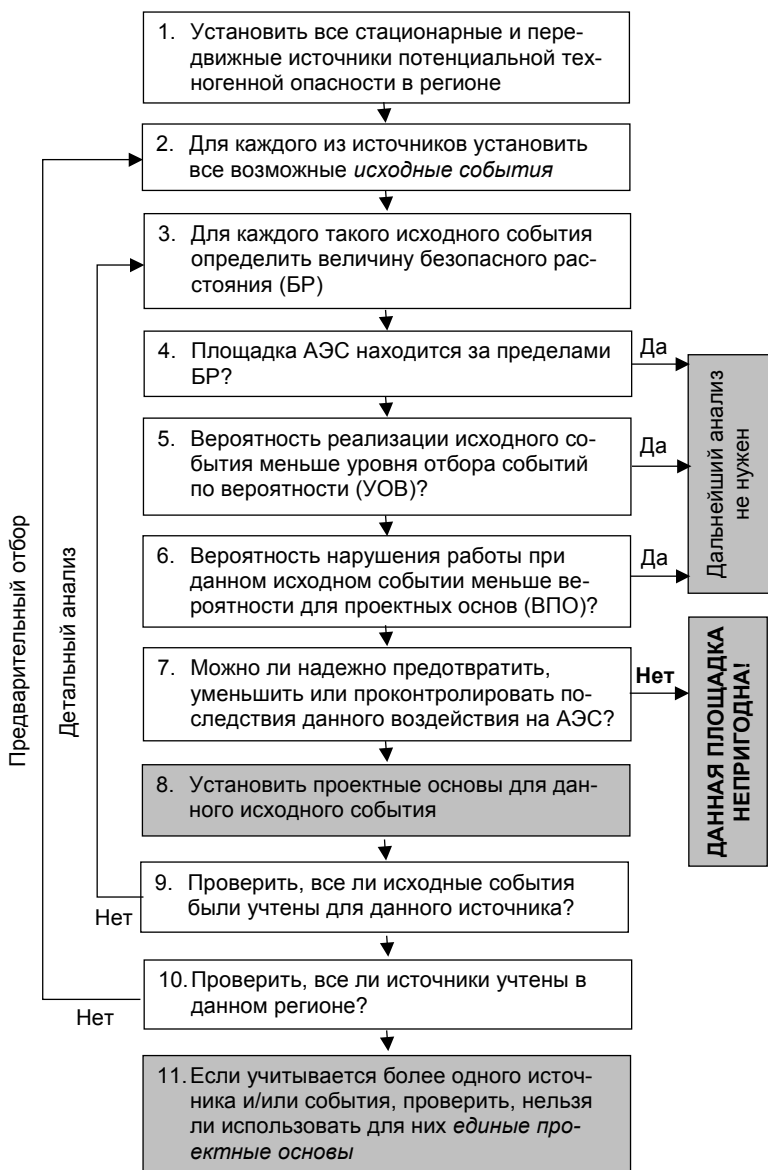 1. Установить все стационарные и пере-
движные источники потенциальной тех-
ногенной опасности в регионе
2. Для каждого из источников установить
все возможные исходные события
3. Для каждого такого исходного события
определить величину безопасного рас-
стояния (БР)
4. Площадка АЭС находится за пределами
БР?
Да
5. Вероятность реализации исходного со-
бытия меньше уровня отбора событий
по вероятности (УОВ)?
Да
6. Вероятность нарушения работы при
данном исходном событии меньше ве-
роятности для проектных основ (ВПО)?
Да
Дальнейший анализ
не нужен
7. Можно ли надежно предотвратить,
уменьшить или проконтролировать по-
следствия данного воздействия на АЭС?
Нет
ДАННАЯ ПЛОЩАДКА
НЕПРИГОДНА!
8. Установить проектные основы для дан-
ного исходного события
9. Проверить, все ли исходные события
были учтены для данного источника?
Нет
Детальный анализ
10. Проверить, все ли источники учтены в
данном регионе?
Нет
Предварительный отбор
11. Если учитывается более одного источ-
ника и/или события, проверить, нельзя
ли использовать для них единые про-
ектные основы